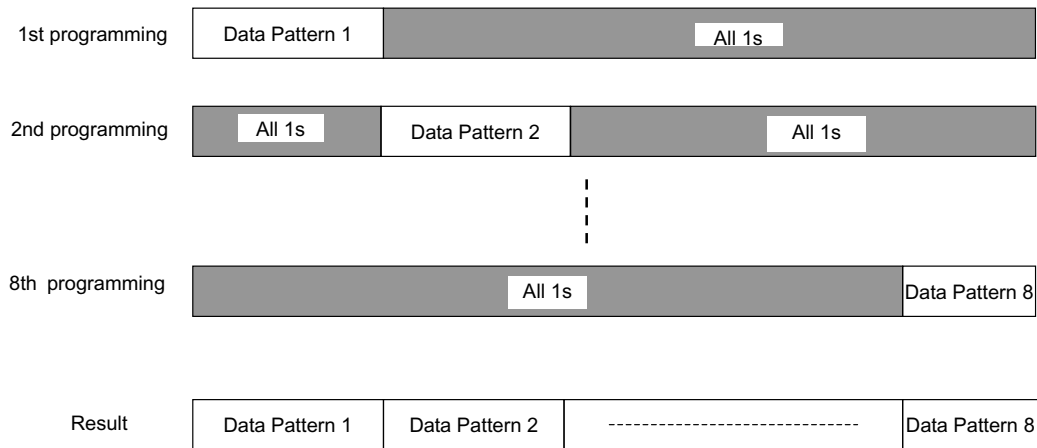 1st programming
Data Pattern 1
All 1s
2nd programming
All 1s
Data Pattern 2
All 1s
8th programming
All 1s
Data Pattern 8
Result
Data Pattern 1
Data Pattern 2
Data Pattern 8